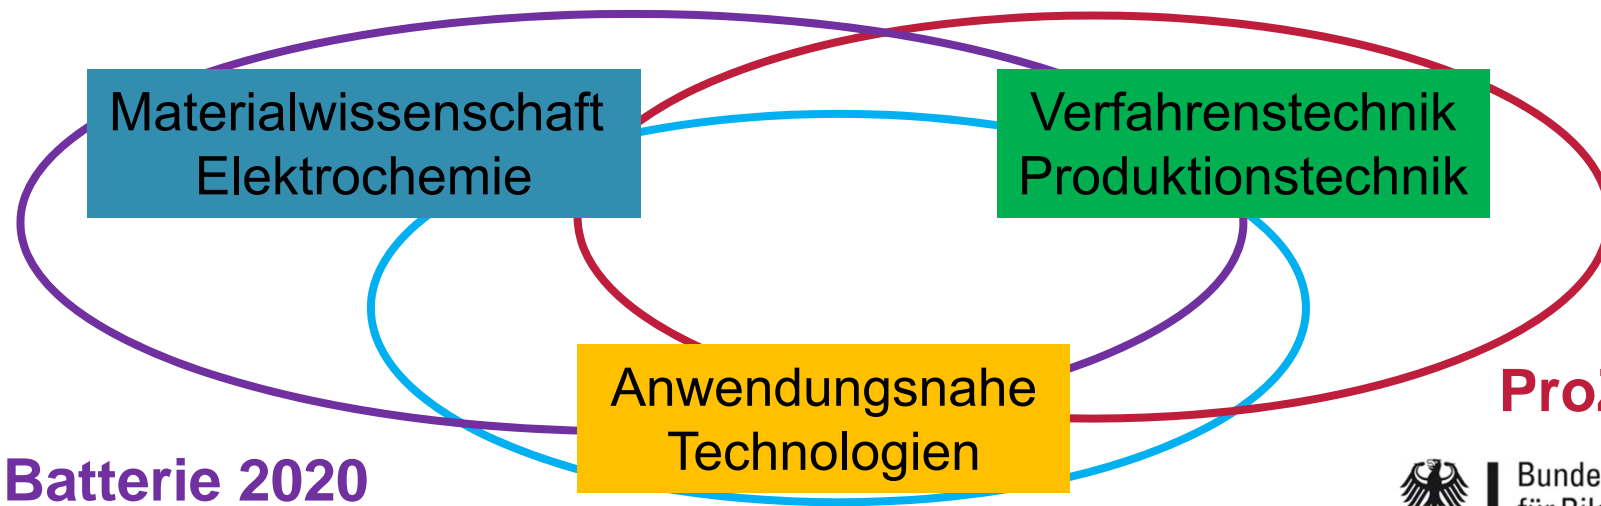 Materialwissenschaft
Elektrochemie
Verfahrenstechnik
Produktionstechnik
Anwendungsnahe
Technologien
Batterie 2020